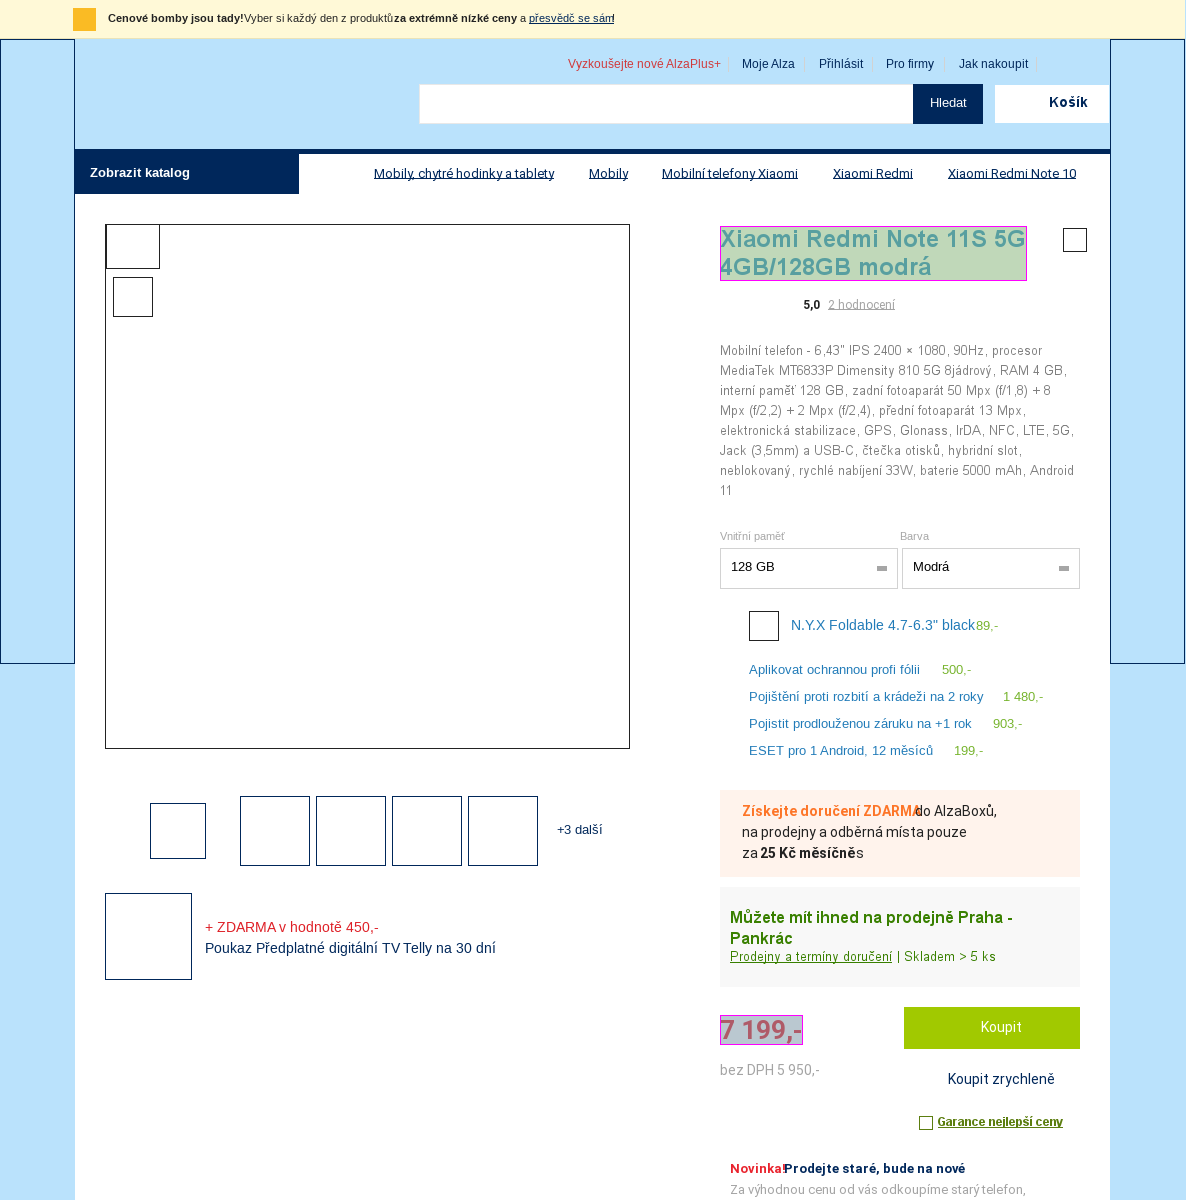 Cenové bomby jsou tady! Vyber si každý den z produktů za extrémně nízké ceny a přesvědč se sám!
Vyzkoušejte nové AlzaPlus+
Moje Alza
Přihlásit
Pro firmy
Jak nakoupit
Hledat
Košík
Zobrazit katalog
Mobily, chytré hodinky a tablety
Mobily
Mobilní telefony Xiaomi
Xiaomi Redmi
Xiaomi Redmi Note 10
Xiaomi Redmi Note 11S 5G
4GB/128GB modrá
5,0 2 hodnocení
Mobilní telefon - 6,43" IPS 2400 × 1080, 90Hz, procesor
MediaTek MT6833P Dimensity 810 5G 8jádrový, RAM 4 GB,
interní paměť 128 GB, zadní fotoaparát 50 Mpx (f/1,8) + 8
Mpx (f/2,2) + 2 Mpx (f/2,4), přední fotoaparát 13 Mpx,
elektronická stabilizace, GPS, Glonass, IrDA, NFC, LTE, 5G,
Jack (3,5mm) a USB-C, čtečka otisků, hybridní slot,
neblokovaný, rychlé nabíjení 33W, baterie 5000 mAh, Android
11
Vnitřní paměť
Barva
128 GB
Modrá
N.Y.X Foldable 4.7-6.3" black 89,-
Aplikovat ochrannou profi fólii 500,-
Pojištění proti rozbití a krádeži na 2 roky 1 480,-
Pojistit prodlouženou záruku na +1 rok 903,-
ESET pro 1 Android, 12 měsíců 199,-
+3 další
Získejte doručení ZDARMA do AlzaBoxů,
na prodejny a odběrná místa pouze
za 25 Kč měsíčně s
+ ZDARMA v hodnotě 450,-
Poukaz Předplatné digitální TV Telly na 30 dní
Můžete mít ihned na prodejně Praha -
Pankrác
Prodejny a termíny doručení | Skladem > 5 ks
7 199,-
Koupit
bez DPH 5 950,-
Koupit zrychleně
Garance nejlepší ceny
Novinka! Prodejte staré, bude na nové
Za výhodnou cenu od vás odkoupíme starý telefon,